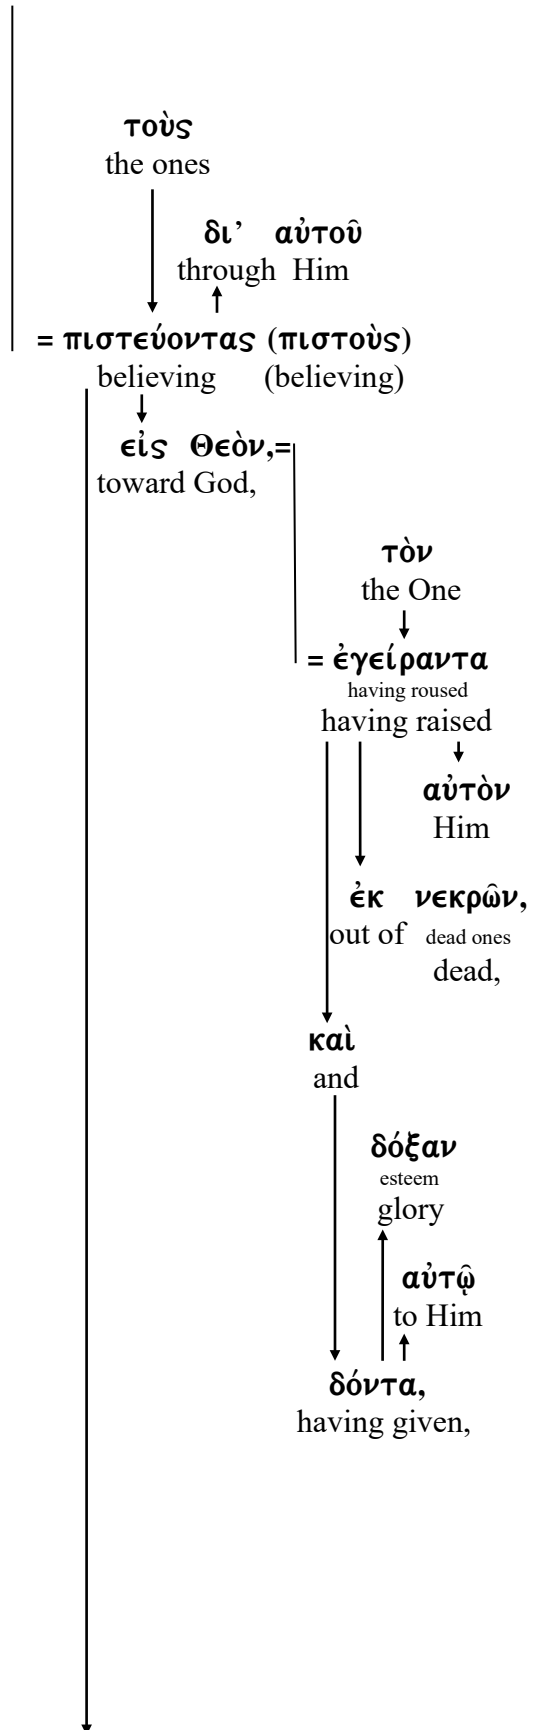 τοὺς
the ones
δι’ αὐτοῦ
through Him
= πιστεύοντας (πιστοὺς)
believing (believing)
εἰς Θεὸν,=
toward God,
τὸν
the One
= ἐγείραντα
having roused
having raised
αὐτὸν
Him
ἐκ νεκρῶν,
out of dead ones
dead,
καὶ
and
δόξαν
esteem
glory
αὐτῷ
to Him
δόντα,
having given,